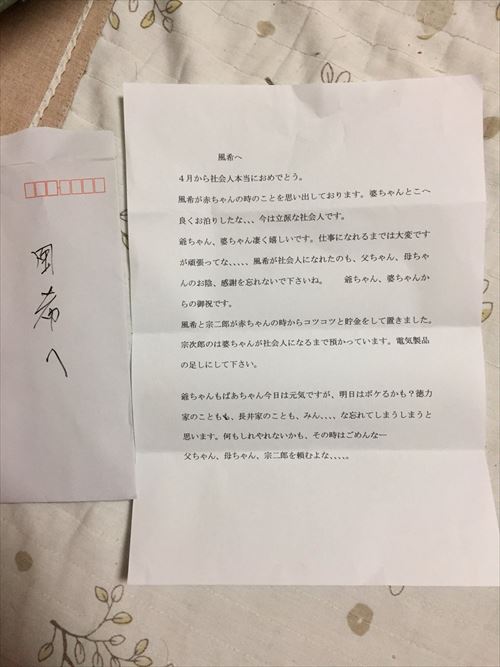 風希へ
風希へ
４月から社会人本当におめでとう。
風希が赤ちゃんの時のことを思い出しております。婆ちゃんとこへ
良くお泊りしたな、、、今は立派な社会人です。
爺ちゃん、婆ちゃん凄く嬉しいです。仕事になれるまでは大変です
が頑張ってな、、、、、風希が社会人になれたのも、父ちゃん、母ちゃ
んのお陰、感謝を忘れないで下さいね。　爺ちゃん、婆ちゃんか
らの御祝です。
風希と宗二郎が赤ちゃんの時からコツコツと貯金をして置きました。
宗次郎のは婆ちゃんが社会人になるまで預かっています。電気製品
の足しにして下さい。
爺ちゃんもばあちゃん今日は元気ですが、明日はボケるかも？徳力
家のことも、長井家のことも、みん、、、、な忘れてしまうしまうと
思います。何もしれやれないかも、その時はごめんな―
父ちゃん、母ちゃん、宗二郎を頼むよな、、、、。